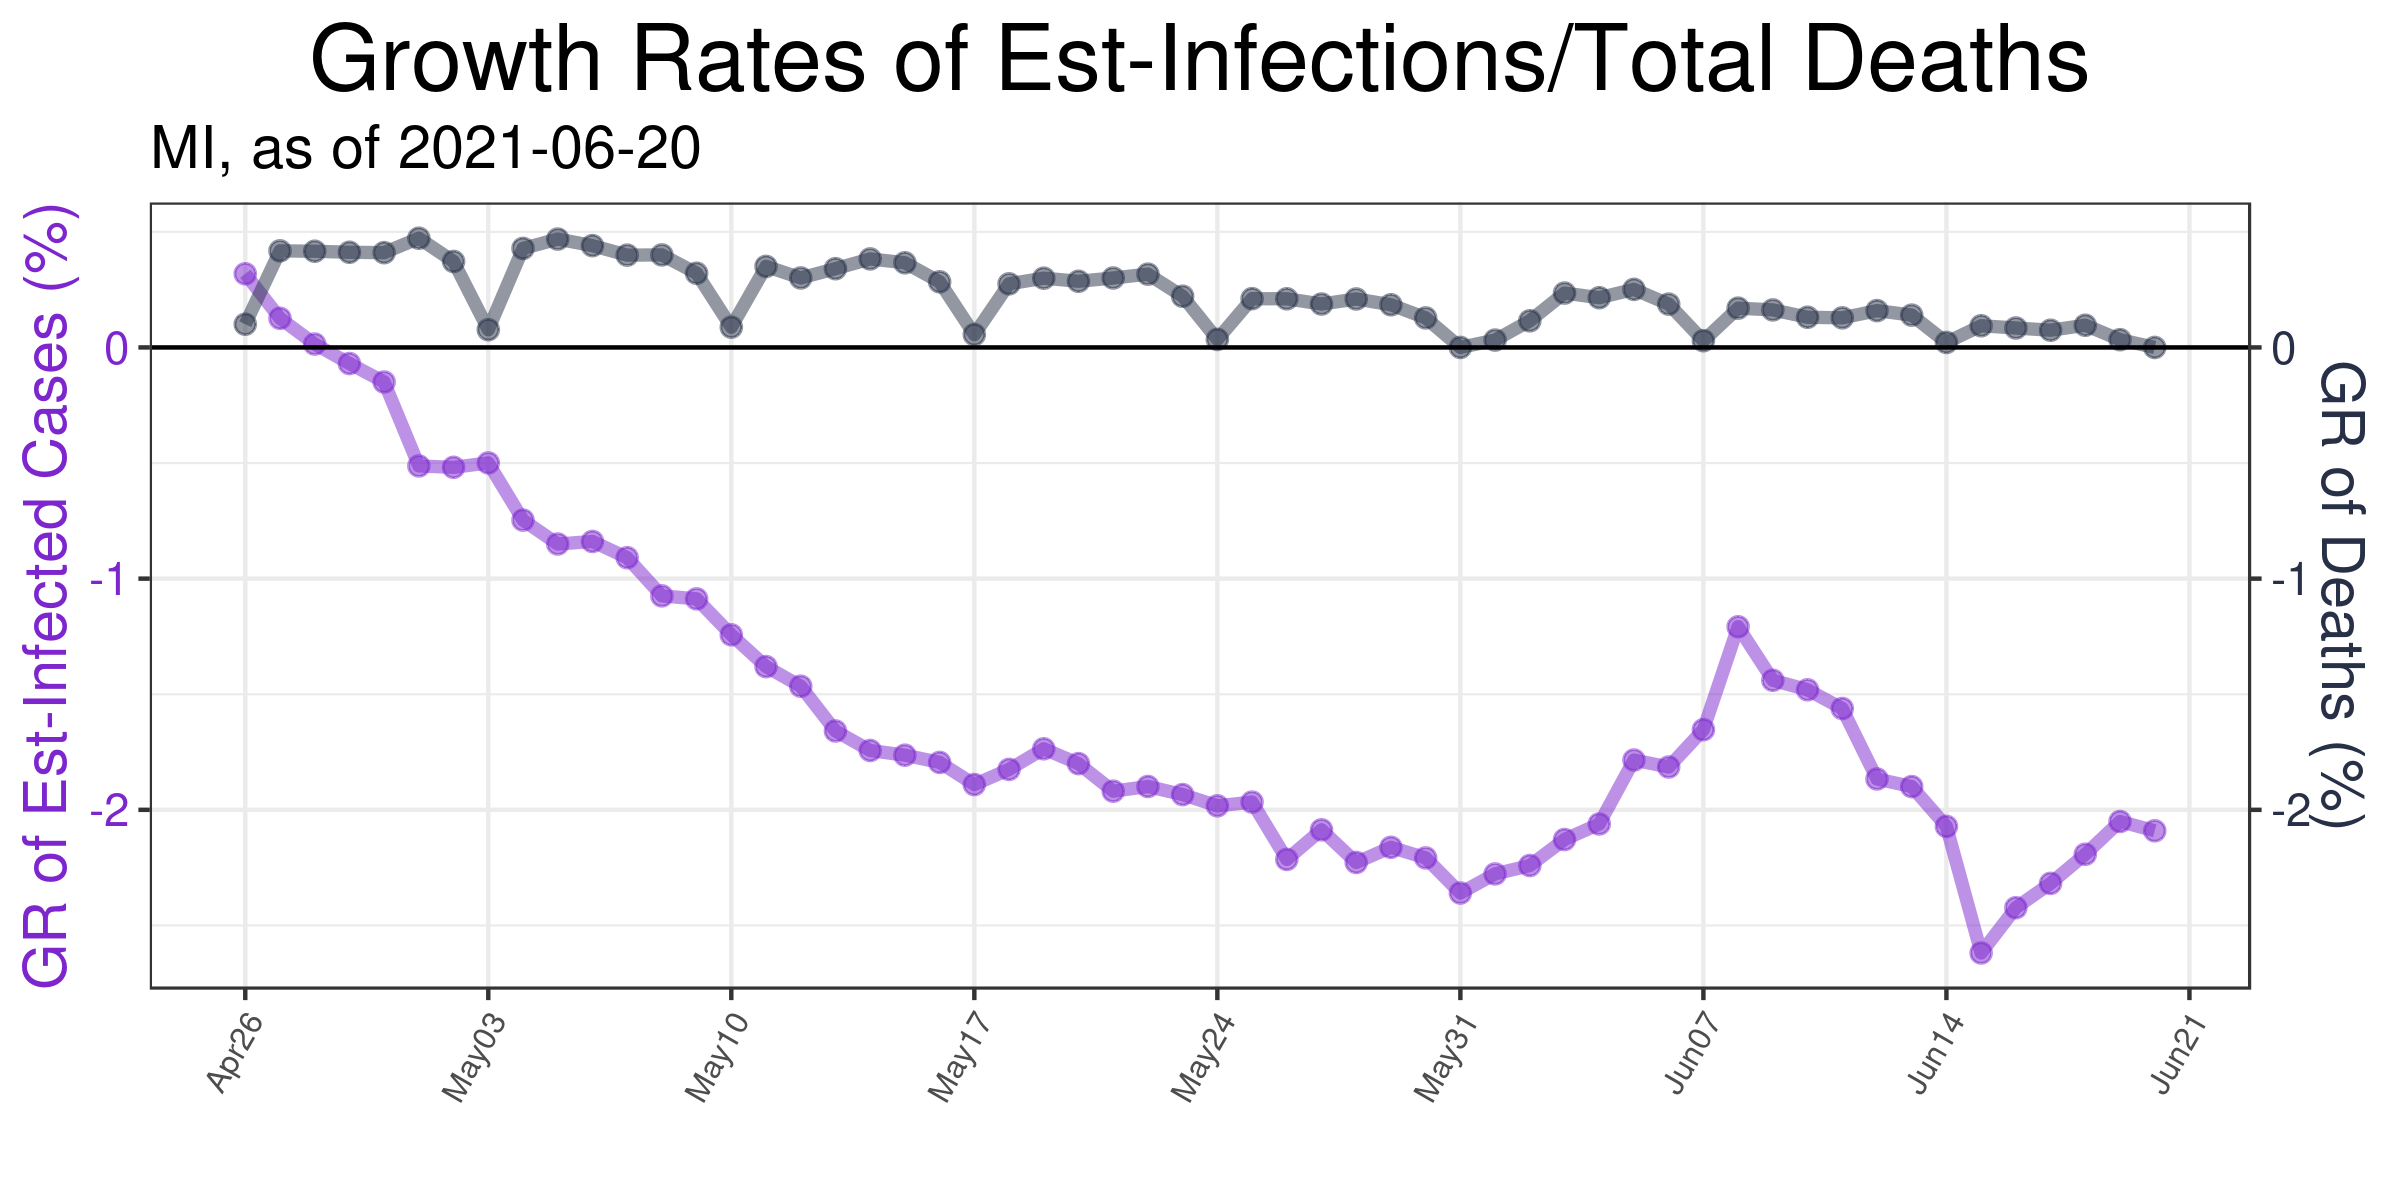 Growth Rates of Est-Infections/Total Deaths
MI, as of 2021-06-20
GR of Est-Infected Cases (%)
0
-1
-2
0
-1
-2
GR of Deaths (%)
Apr26
May03
May10
May17
May24
May31
Jun07
Jun14
Jun21